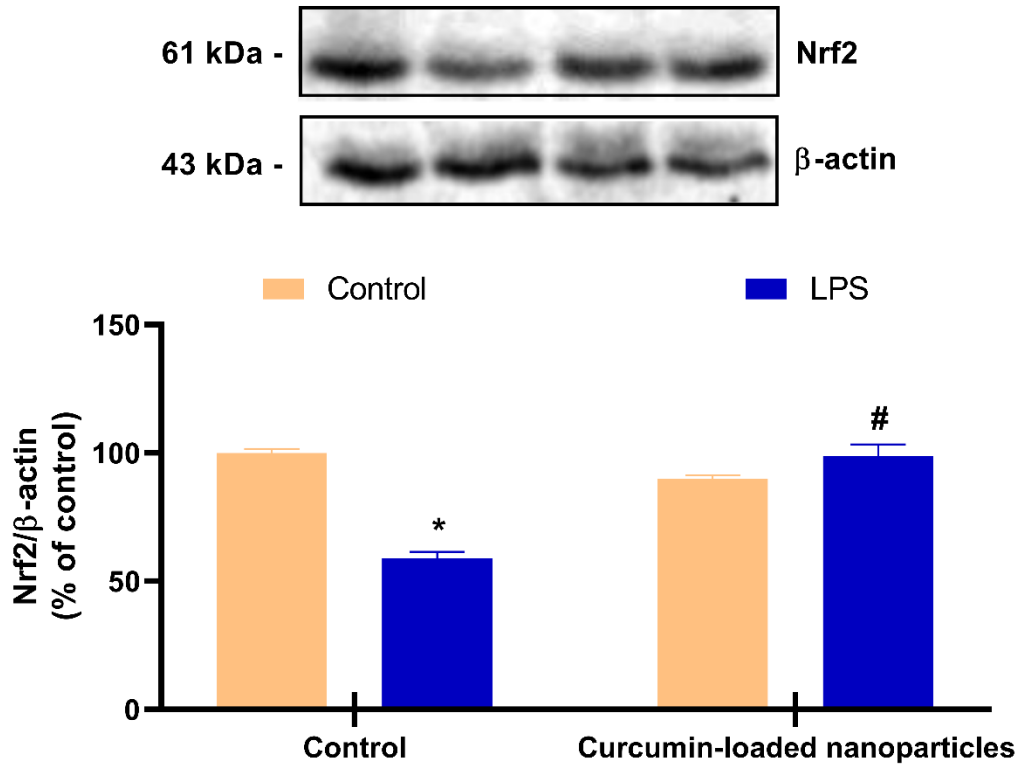 61 kDa -
Nrf2
43 kDa -
β-actin
Control
LPS
Nrf2/β-actin
(% of control)
150
100
50
0
*
#
Control
Curcumin-loaded nanoparticles